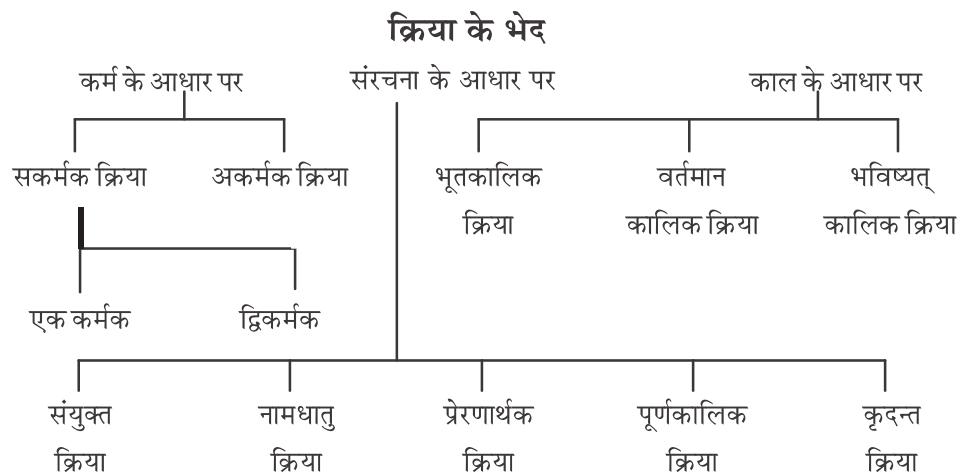 क्रिया के भेद
कर्म के आधार पर
संरचना के आधार पर
काल के आधार पर
सकर्मक क्रिया
अकर्मक क्रिया
भूतकालिक
क्रिया
वर्तमान
कालिक क्रिया
भविष्यत्
कालिक क्रिया
एक कर्मक
द्विकर्मक
संयुक्त
क्रिया
नामधातु
क्रिया
प्रेरणार्थक
क्रिया
पूर्णकालिक
क्रिया
कृदन्त
क्रिया